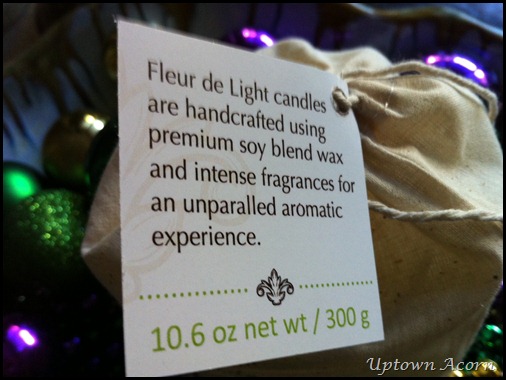 Fleur de Light candles
are handcrafted using
premium soy blend wax
and intense fragrances for
an unparalled aromatic
experience.
10.6 oz net wt / 300 g
Uptown Acorn